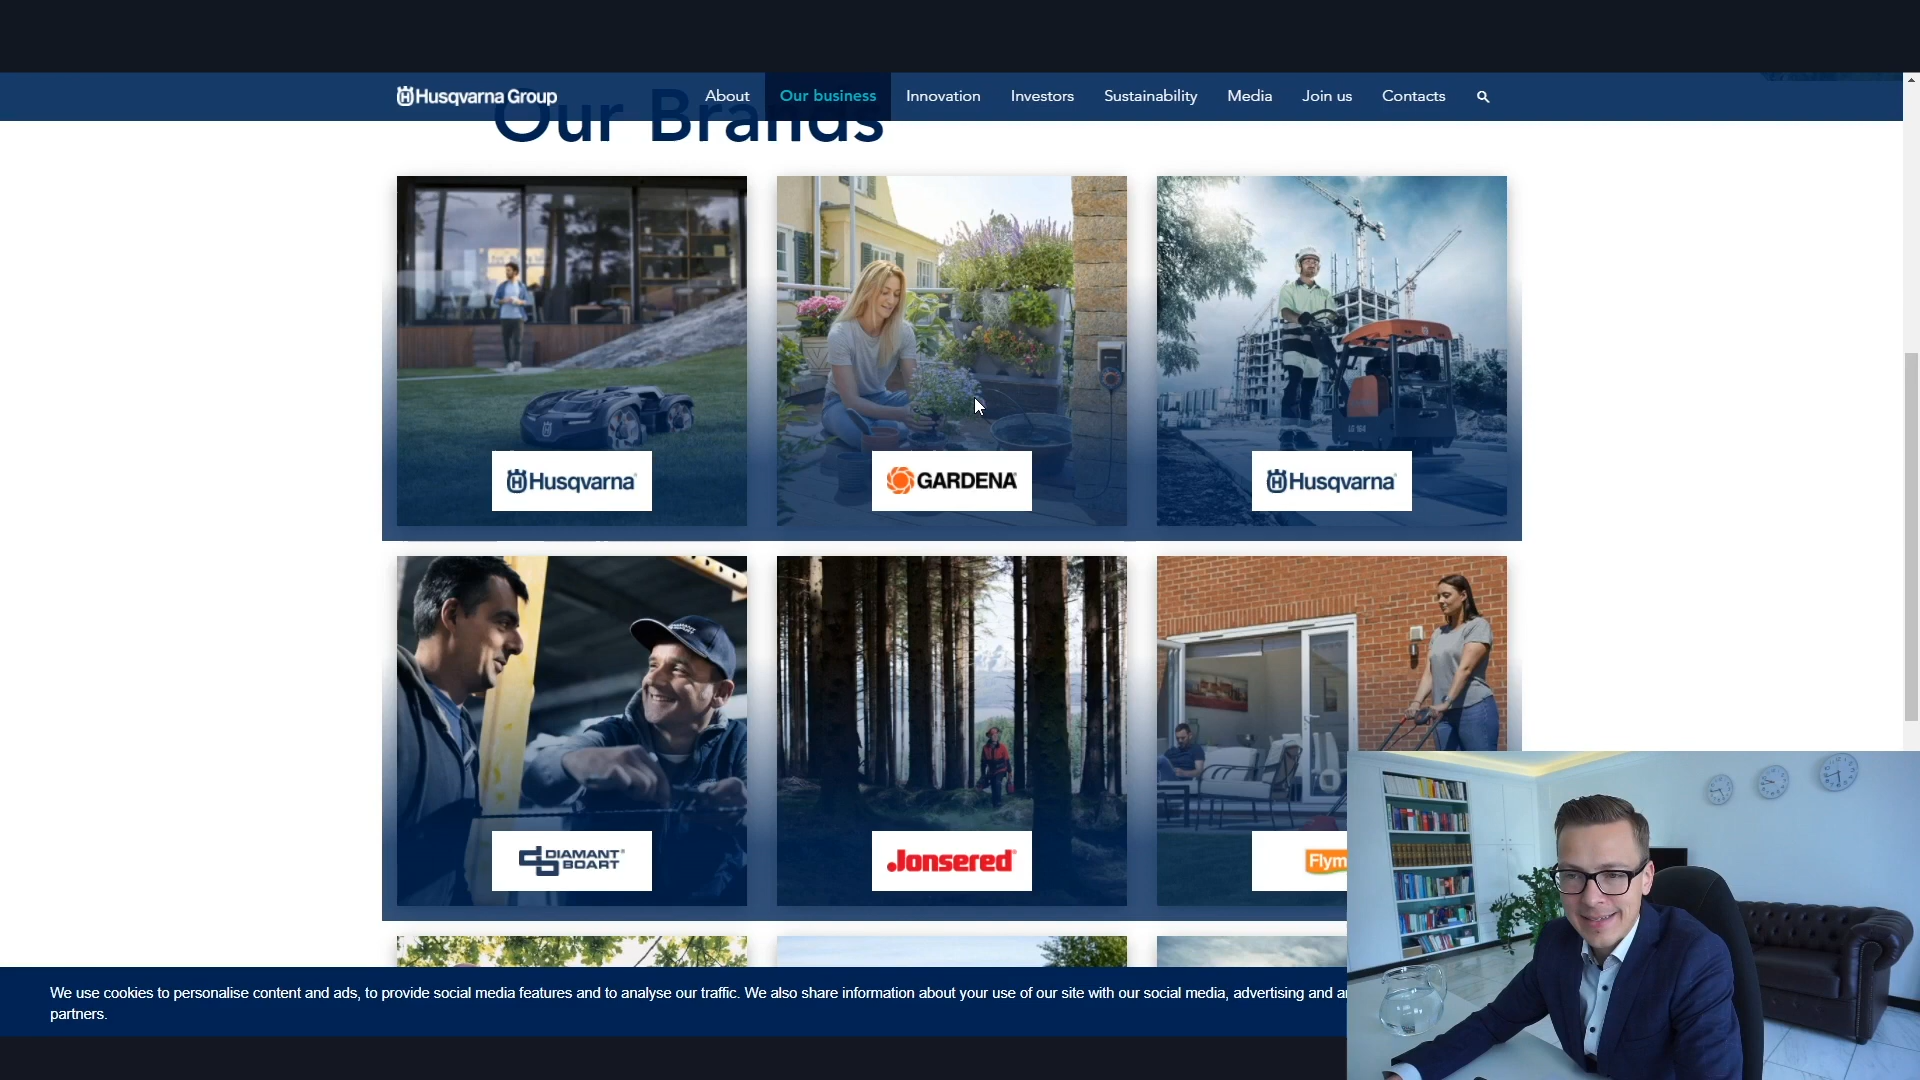 Husqvarna Group
About
Our business
Innovation
Investors
Sustainability
Media
Join us
Contacts
Our Brands
Husqvarna
GARDENA
Husqvarna
LG 164
DIAMANT
BOART
Jonsered
Flym
We use cookies to personalise content and ads, to provide social media features and to analyse our traffic. We also share information about your use of our site with our social media, advertising and
partners.